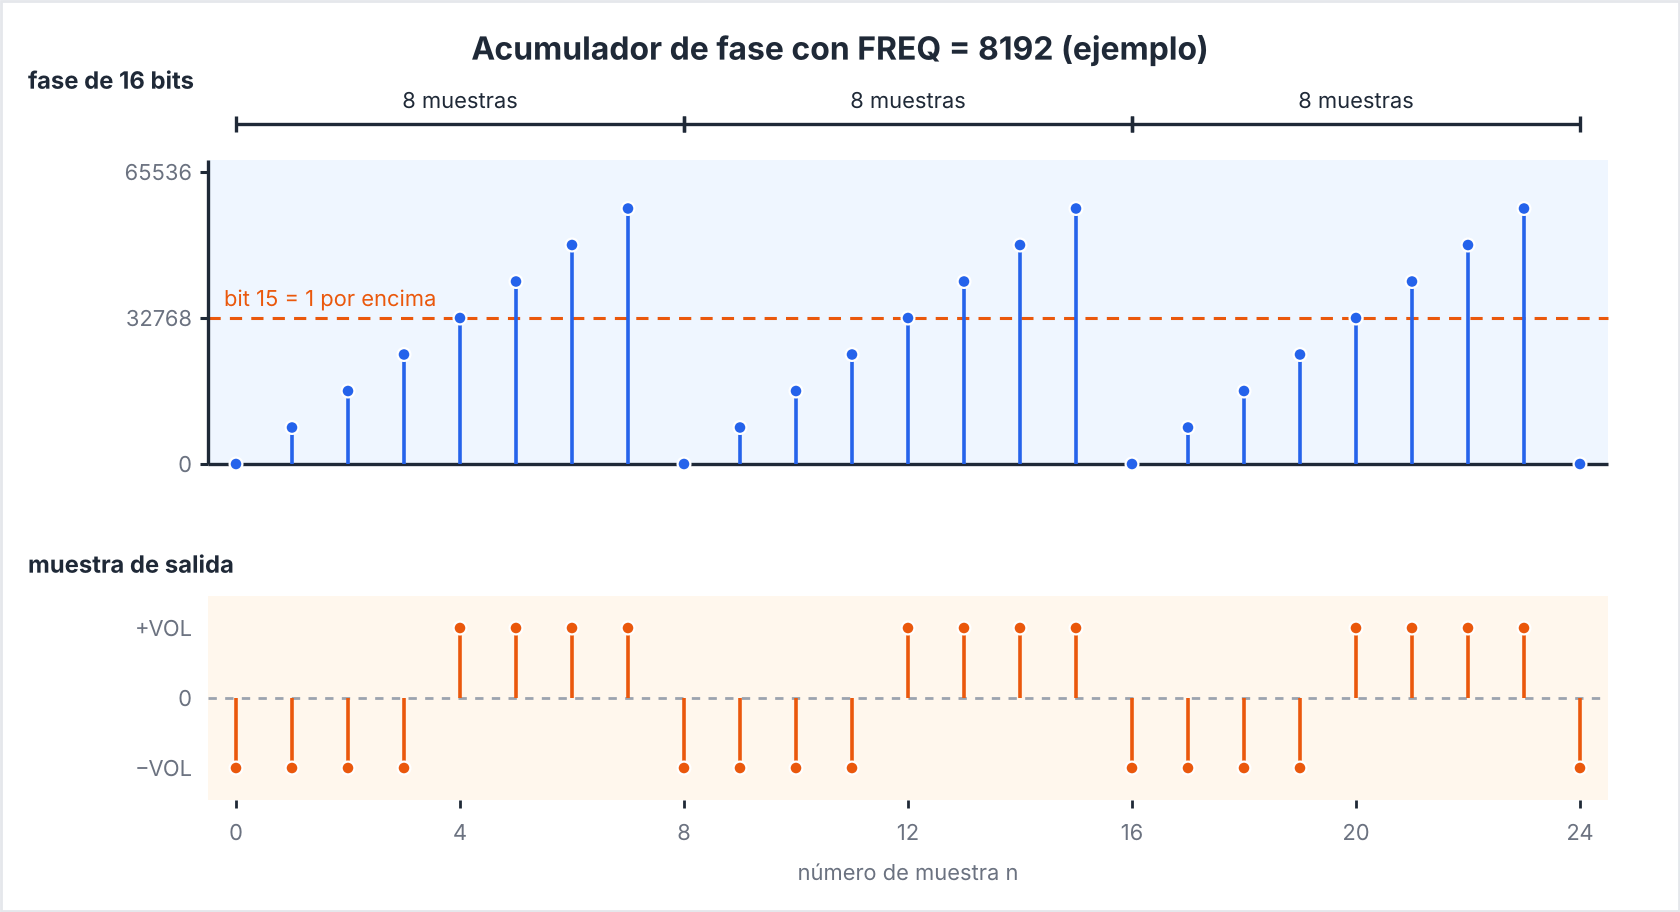 Acumulador de fase con FREQ = 8192 (ejemplo)
fase de 16 bits
8 muestras
8 muestras
8 muestras
65536
bit 15 = 1 por encima
32768
0
muestra de salida
+VOL
0
−VOL
0
4
8
12
16
20
24
número de muestra n